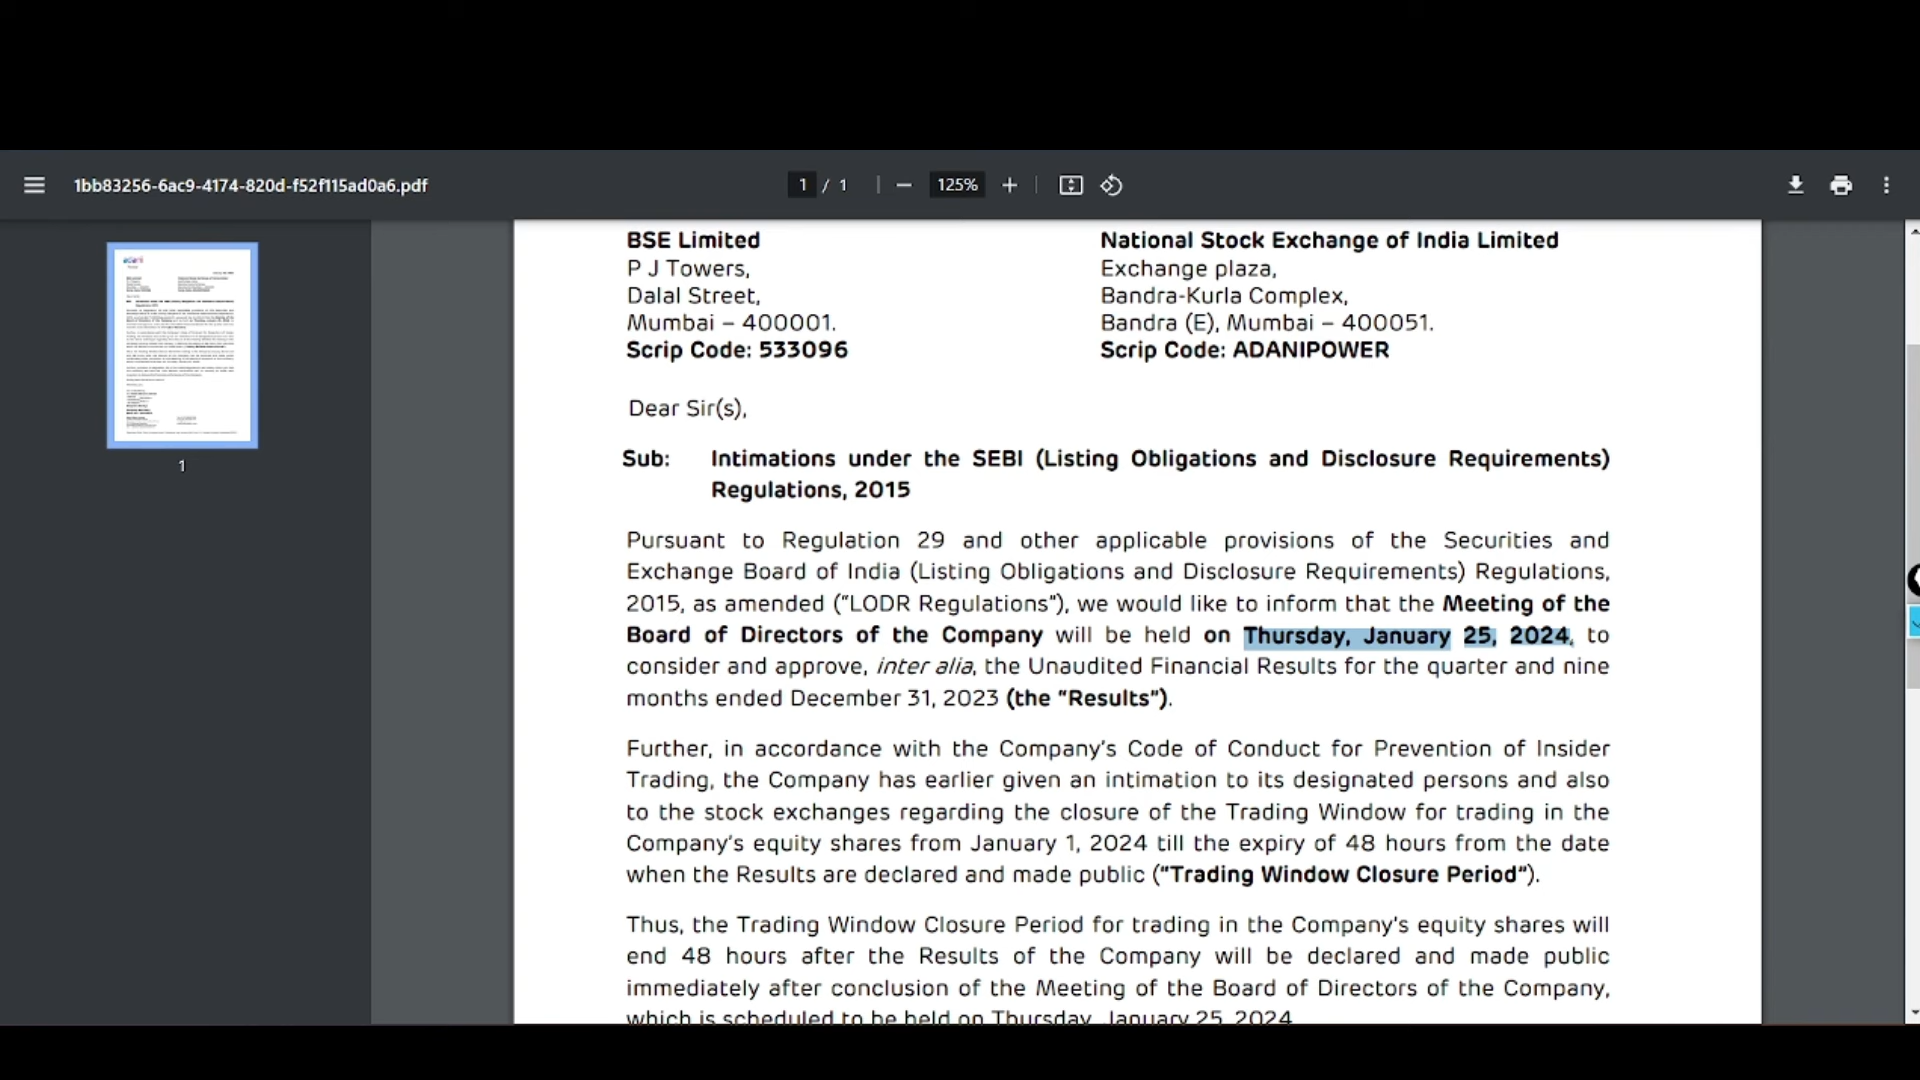 1bb83256-6ac9-4174-820d-f52f115ad0a6.pdf
1 / 1
125%
1
BSE Limited
P J Towers,
Dalal Street,
Mumbai – 400001.
Scrip Code: 533096
National Stock Exchange of India Limited
Exchange plaza,
Bandra-Kurla Complex,
Bandra (E), Mumbai – 400051.
Scrip Code: ADANIPOWER
Dear Sir(s),
Sub: Intimations under the SEBI (Listing Obligations and Disclosure Requirements)
Regulations, 2015
Pursuant to Regulation 29 and other applicable provisions of the Securities and
Exchange Board of India (Listing Obligations and Disclosure Requirements) Regulations,
2015, as amended (“LODR Regulations”), we would like to inform that the Meeting of the
Board of Directors of the Company will be held on Thursday, January 25, 2024, to
consider and approve, inter alia, the Unaudited Financial Results for the quarter and nine
months ended December 31, 2023 (the “Results”).
Further, in accordance with the Company’s Code of Conduct for Prevention of Insider
Trading, the Company has earlier given an intimation to its designated persons and also
to the stock exchanges regarding the closure of the Trading Window for trading in the
Company’s equity shares from January 1, 2024 till the expiry of 48 hours from the date
when the Results are declared and made public (“Trading Window Closure Period”).
Thus, the Trading Window Closure Period for trading in the Company’s equity shares will
end 48 hours after the Results of the Company will be declared and made public
immediately after conclusion of the Meeting of the Board of Directors of the Company,
which is scheduled to be held on Thursday, January 25, 2024.